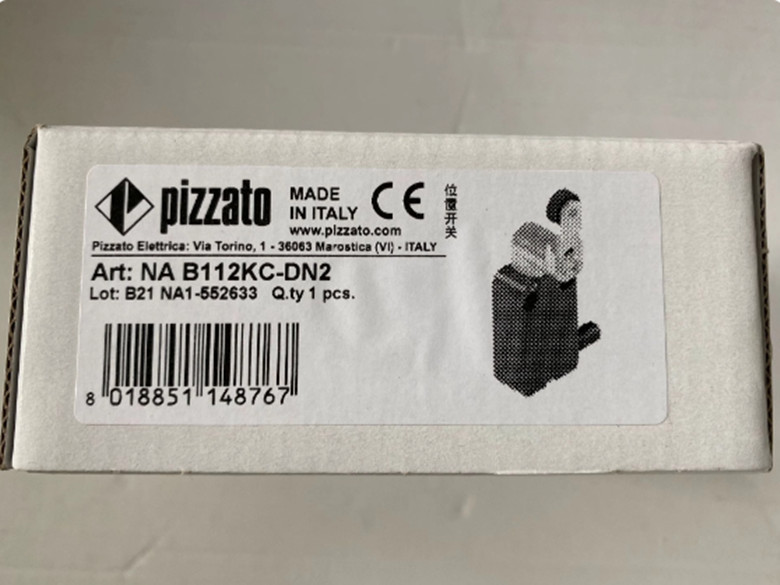 pizzato
MADE
IN ITALY
www.pizzato.com
CE
位置开关
Pizzato Elettrica: Via Torino, 1 - 36063 Marostica (VI) - ITALY
Art: NA B112KC-DN2
Lot: B21 NA1-552633 Q.ty 1 pcs.
8 018851 148767